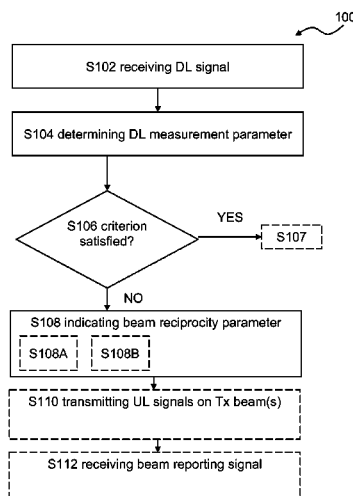 100
S102 receiving DL signal
S104 determining DL measurement parameter
S106 criterion
satisfied?
YES
S107
NO
S108 indicating beam reciprocity parameter
S108A S108B
S110 transmitting UL signals on Tx beam(s)
S112 receiving beam reporting signal